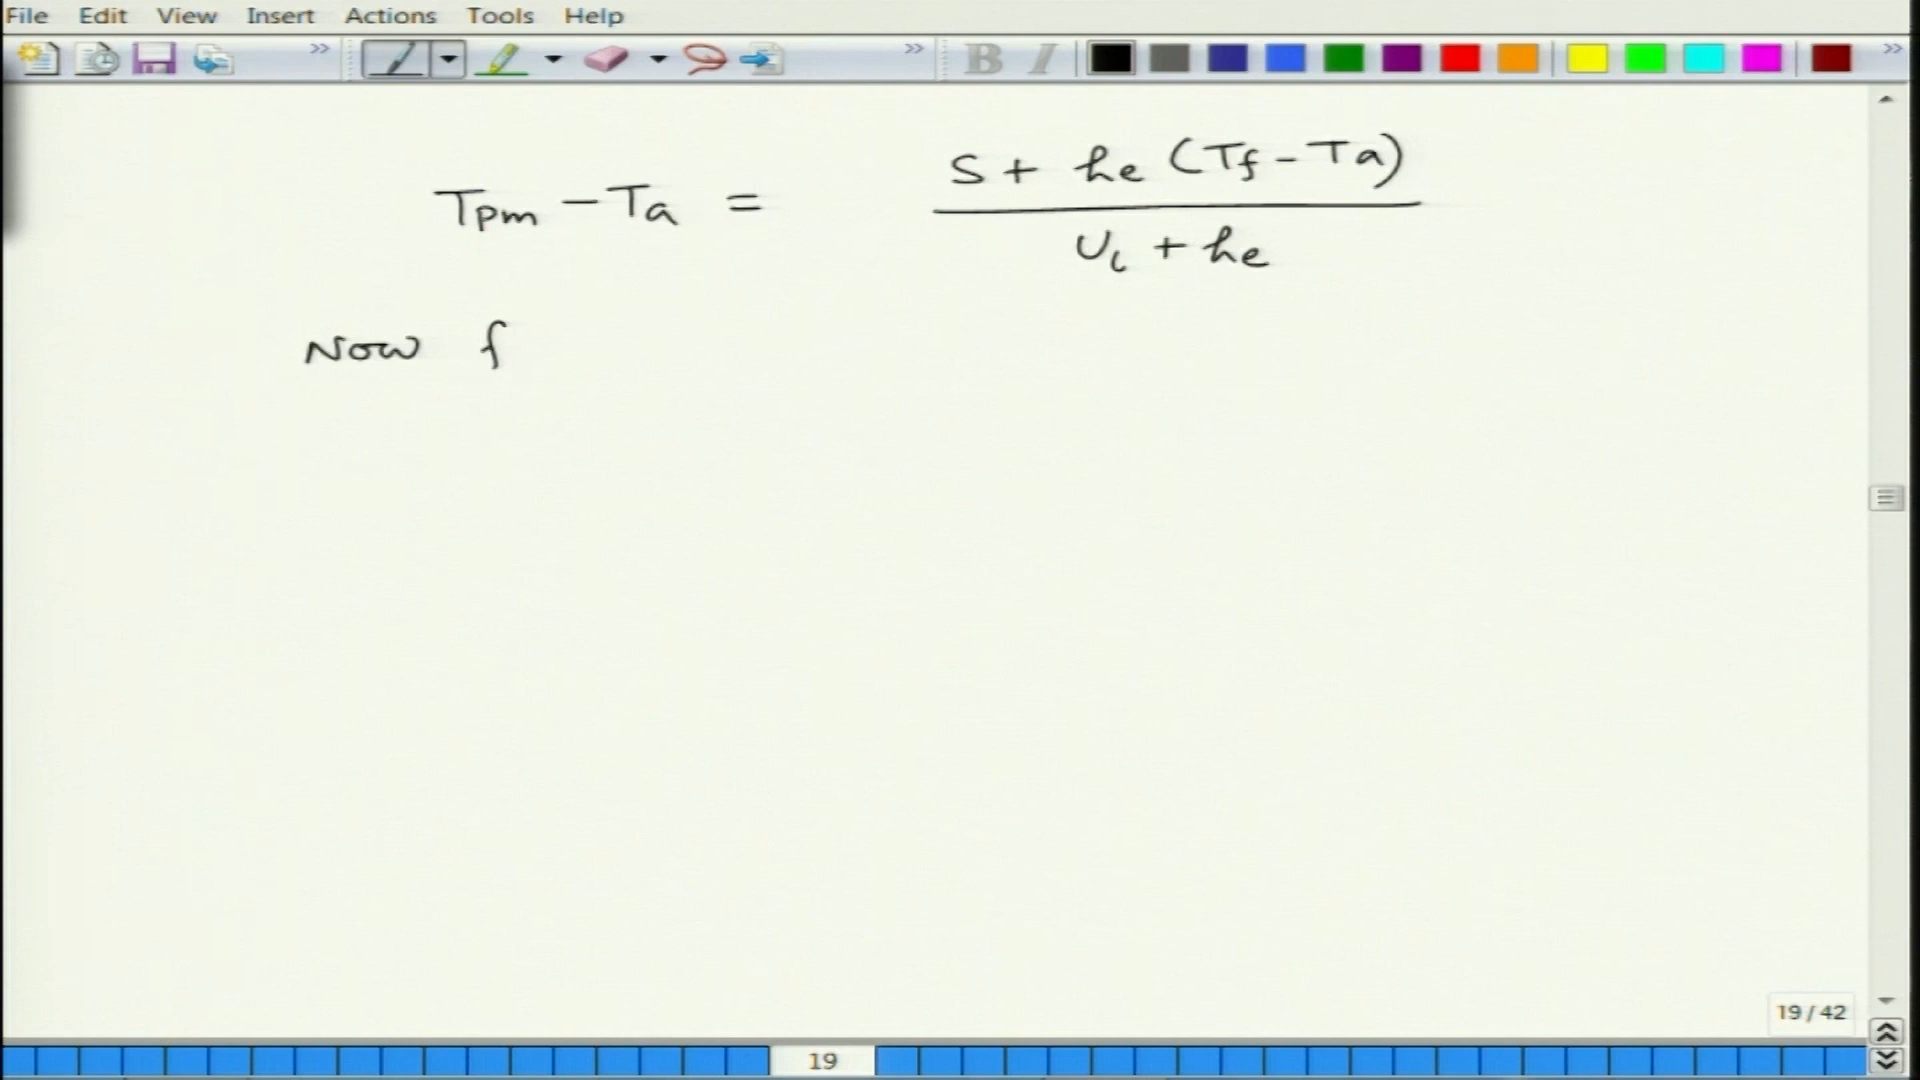 File Edit View Insert Actions Tools Help
B I
Tpm - Ta = (S + he (Tf - Ta)) / (UL + he)
Now f
19 / 42
19